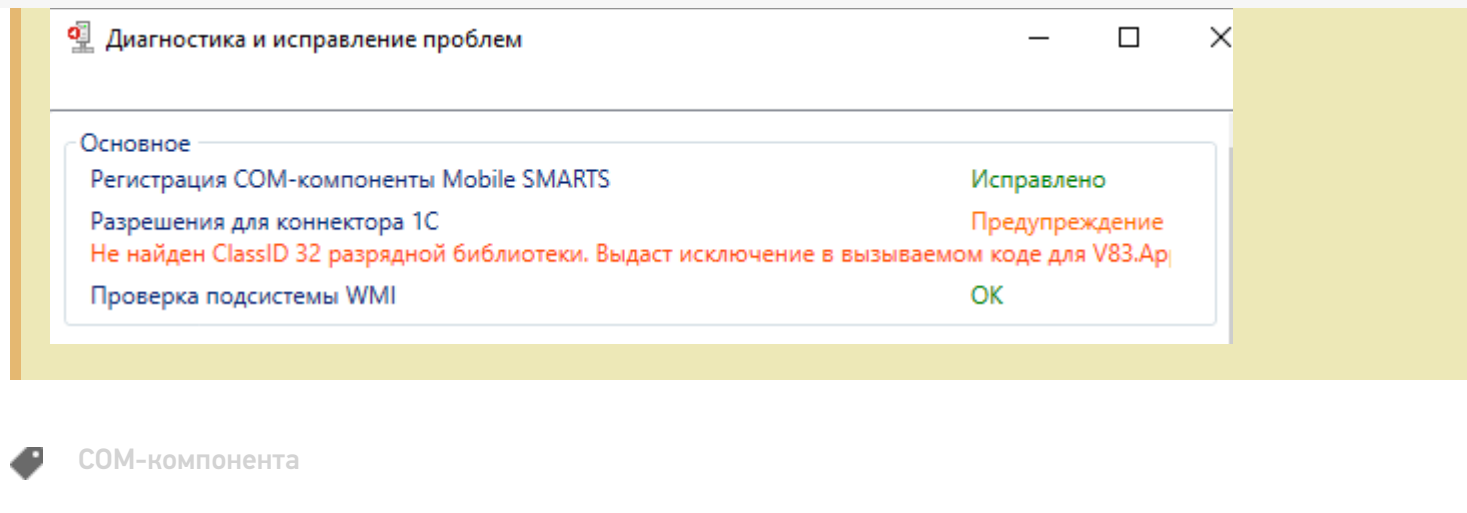 Диагностика и исправление проблем
Основное
Регистрация COM-компоненты Mobile SMARTS Исправлено
Разрешения для коннектора 1С Предупреждение
Не найден ClassID 32 разрядной библиотеки. Выдаст исключение в вызываемом коде для V83.Ap
Проверка подсистемы WMI ОК
COM-компонента